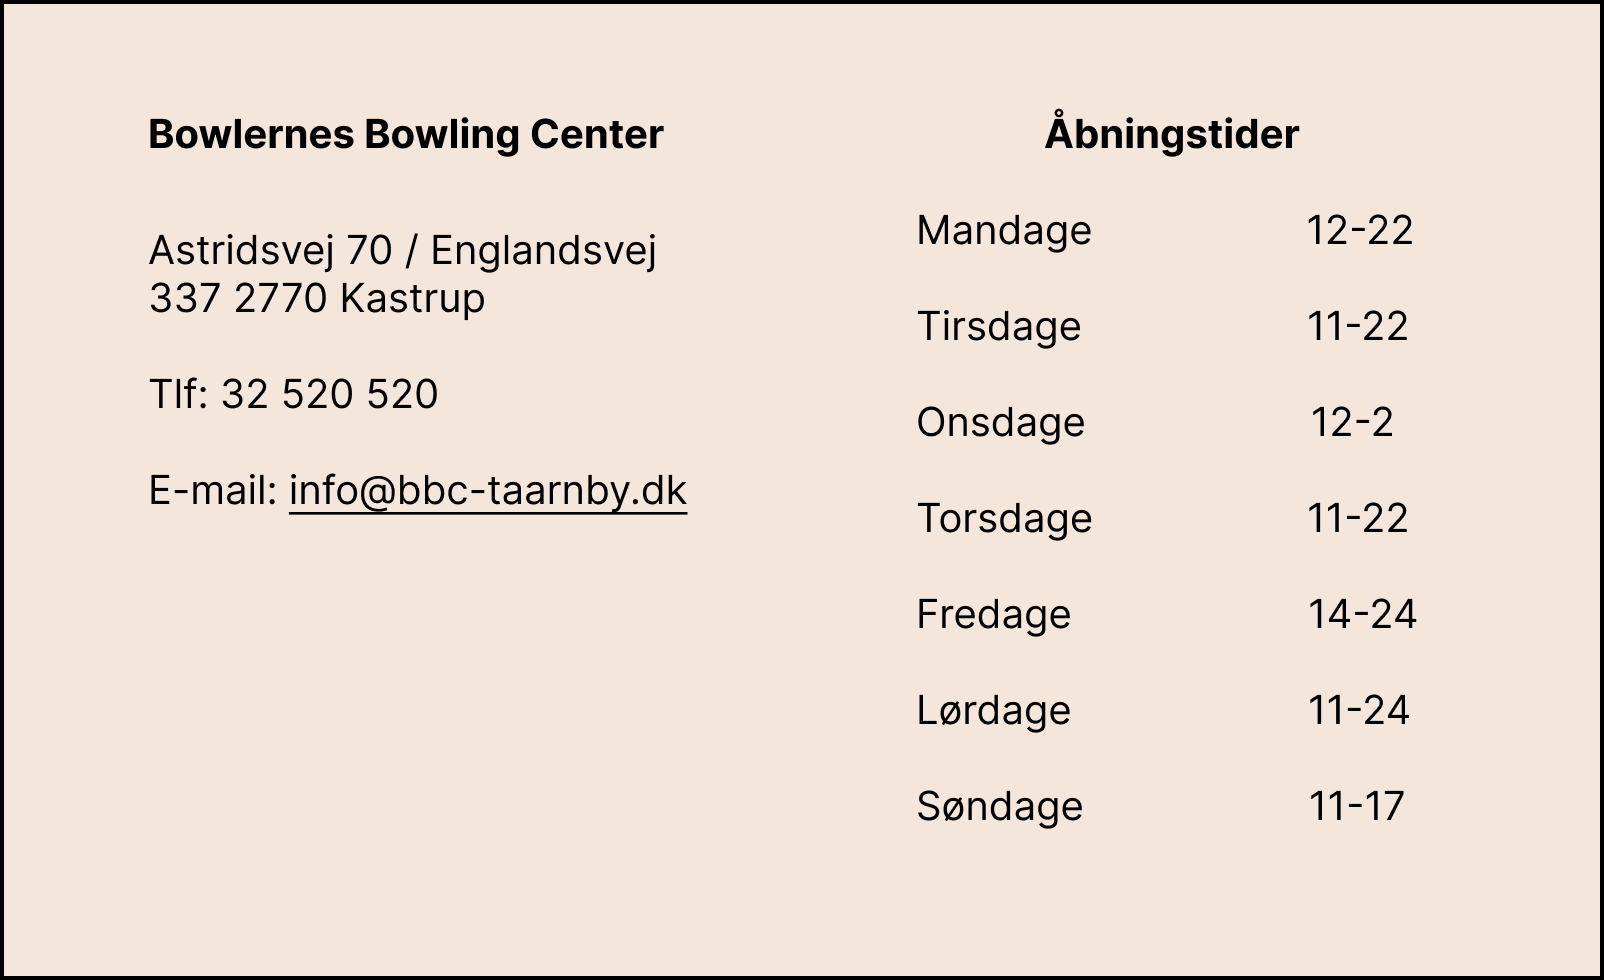 Bowlernes Bowling Center
Astridsvej 70 / Englandsvej
337 2770 Kastrup
Tlf: 32 520 520
E-mail: info@bbc-taarnby.dk
Åbningstider
Mandage 12-22
Tirsdage 11-22
Onsdage 12-2
Torsdage 11-22
Fredage 14-24
Lørdage 11-24
Søndage 11-17